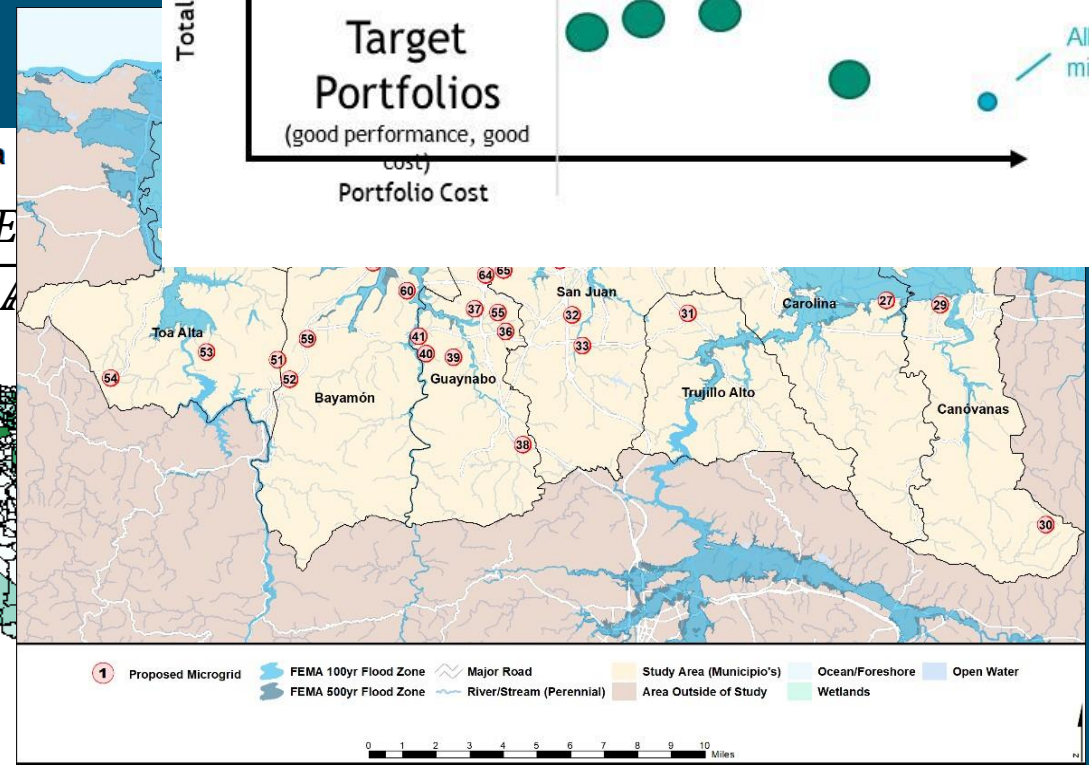 Total
Target
Portfolios
(good performance, good
cost)
Portfolio Cost
All
mi
a
E
A
60
64
65
San Juan
37
55
32
36
31
Carolina
27
29
Toa Alta
53
54
59
51
52
41
40
39
33
Guaynabo
Bayamón
Trujillo Alto
Canóvanas
38
30
1 Proposed Microgrid
FEMA 100yr Flood Zone
FEMA 500yr Flood Zone
Major Road
River/Stream (Perennial)
Study Area (Municipio's)
Area Outside of Study
Ocean/Foreshore
Wetlands
Open Water
0 1 2 3 4 5 6 7 8 9 10
Miles